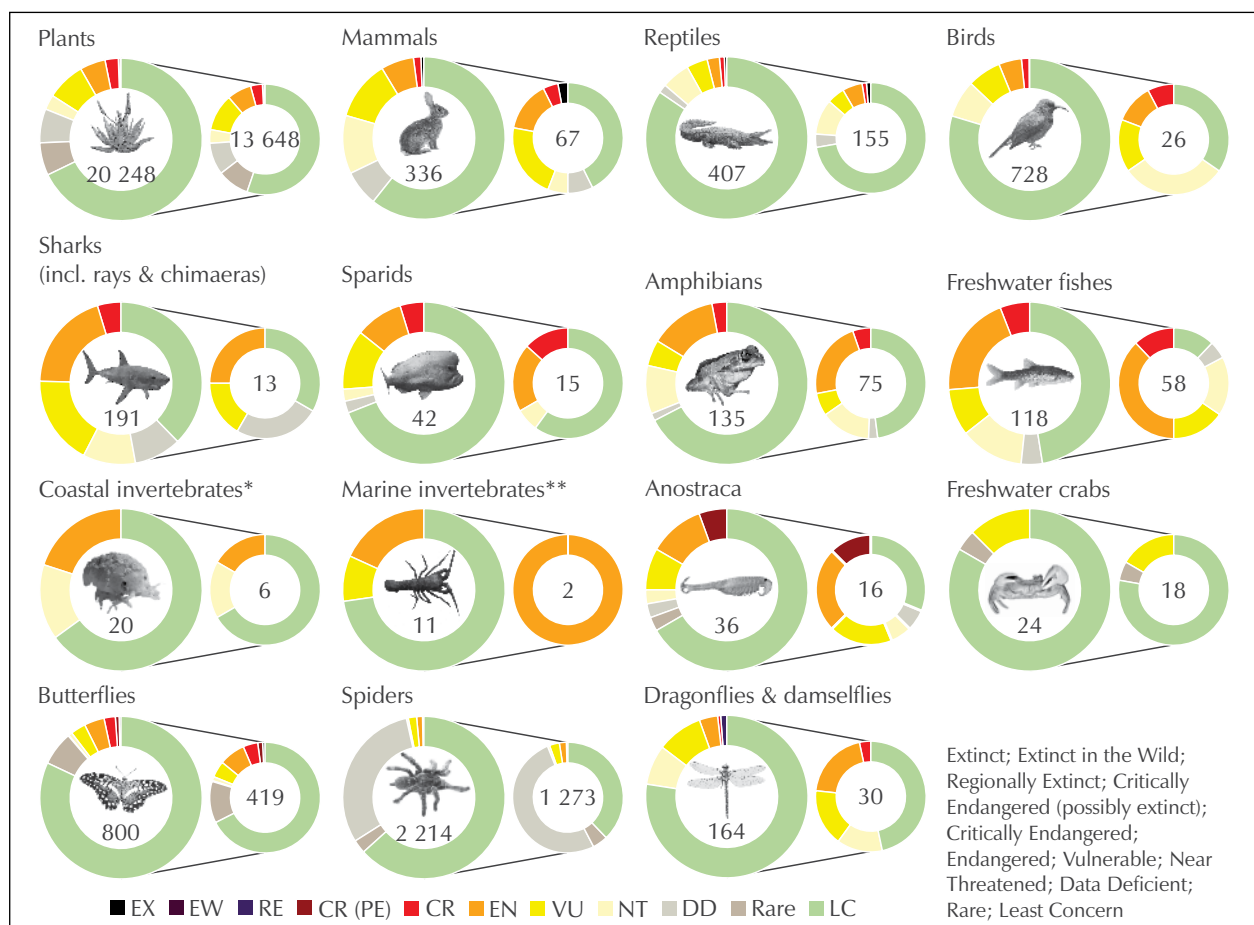 Plants
Mammals
Reptiles
Birds
20 248
13 648
336
67
407
155
728
26
Sharks
(incl. rays & chimaeras)
Sparids
Amphibians
Freshwater fishes
191
13
42
15
135
75
118
58
Coastal invertebrates*
Marine invertebrates**
Anostraca
Freshwater crabs
20
6
11
2
36
16
24
18
Butterflies
Spiders
Dragonflies & damselflies
800
419
2 214
1 273
164
30
Extinct; Extinct in the Wild;
Regionally Extinct; Critically
Endangered (possibly extinct);
Critically Endangered;
Endangered; Vulnerable; Near
Threatened; Data Deficient;
Rare; Least Concern
EX EW RE CR (PE) CR EN VU NT DD Rare LC